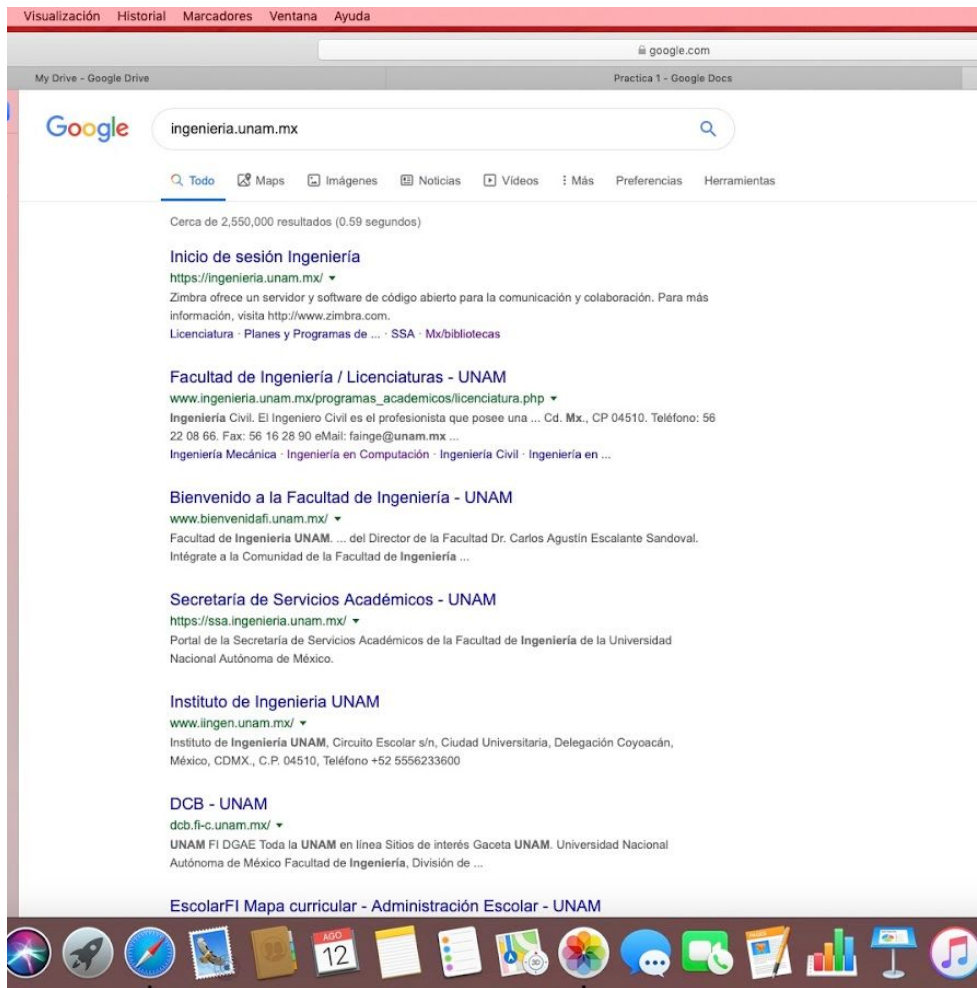 Visualización Historial Marcadores Ventana Ayuda
google.com
My Drive - Google Drive Practica 1 - Google Docs
Google ingenieria.unam.mx
Todo Maps Imágenes Noticias Vídeos Más Preferencias Herramientas
Cerca de 2,550,000 resultados (0.59 segundos)
Inicio de sesión Ingeniería
https://ingenieria.unam.mx/
Zimbra ofrece un servidor y software de código abierto para la comunicación y colaboración. Para más
información, visita http://www.zimbra.com.
Licenciatura · Planes y Programas de ... · SSA · Mx/bibliotecas
Facultad de Ingeniería / Licenciaturas - UNAM
www.ingenieria.unam.mx/programas_academicos/licenciatura.php
Ingeniería Civil. El Ingeniero Civil es el profesionista que posee una ... Cd. Mx., CP 04510. Teléfono: 56
22 08 66. Fax: 56 16 28 90 eMail: fainge@unam.mx ...
Ingeniería Mecánica · Ingeniería en Computación · Ingeniería Civil · Ingeniería en ...
Bienvenido a la Facultad de Ingeniería - UNAM
www.bienvenidafi.unam.mx/
Facultad de Ingenieria UNAM. ... del Director de la Facultad Dr. Carlos Agustín Escalante Sandoval.
Intégrate a la Comunidad de la Facultad de Ingeniería ...
Secretaría de Servicios Académicos - UNAM
https://ssa.ingenieria.unam.mx/
Portal de la Secretaría de Servicios Académicos de la Facultad de Ingeniería de la Universidad
Nacional Autónoma de México.
Instituto de Ingenieria UNAM
www.iingen.unam.mx/
Instituto de Ingeniería UNAM, Circuito Escolar s/n, Ciudad Universitaria, Delegación Coyoacán,
México, CDMX., C.P. 04510, Teléfono +52 5556233600
DCB - UNAM
dcb.fi-c.unam.mx/
UNAM FI DGAE Toda la UNAM en línea Sitios de interés Gaceta UNAM. Universidad Nacional
Autónoma de México Facultad de Ingeniería, División de ...
EscolarFI Mapa curricular - Administración Escolar - UNAM
AGO
12